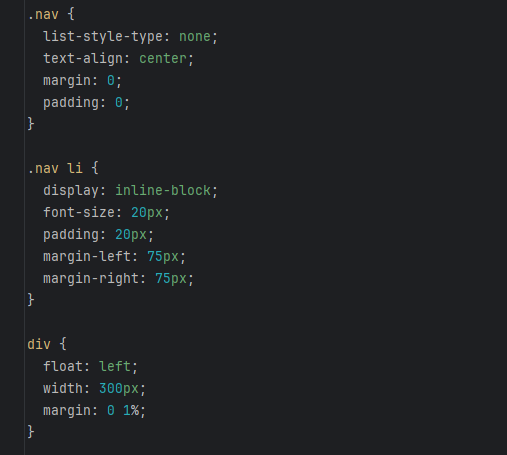 .nav {
  list-style-type: none;
  text-align: center;
  margin: 0;
  padding: 0;
}

.nav li {
  display: inline-block;
  font-size: 20px;
  padding: 20px;
  margin-left: 75px;
  margin-right: 75px;
}

div {
  float: left;
  width: 300px;
  margin: 0 1%;
}